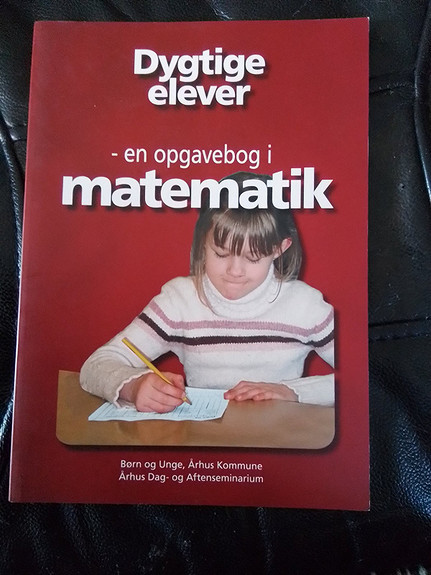 Dygtige
elever
- en opgavebog i
matematik
Børn og Unge, Århus Kommune
Århus Dag- og Aftenseminarium